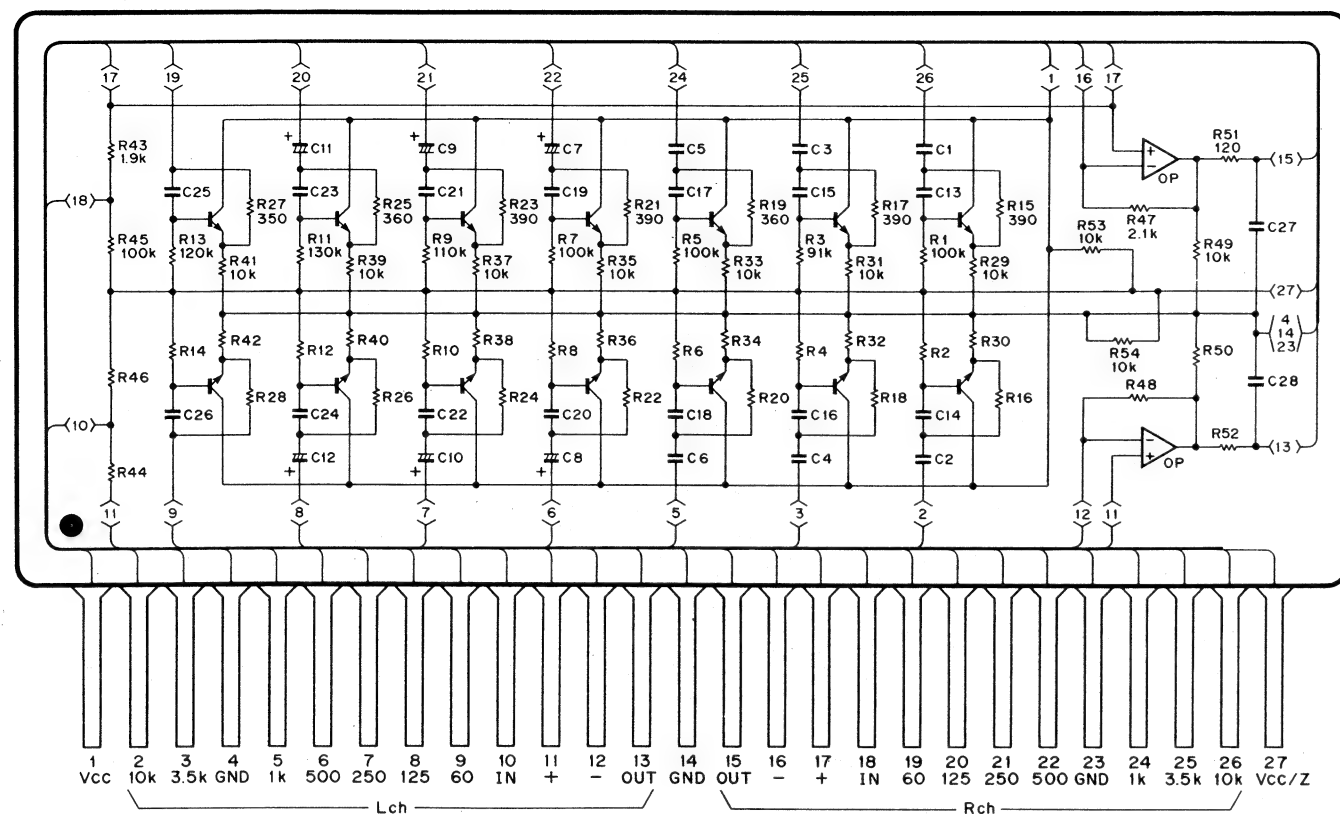 17 19 20 21 22 24 25 26 1 16 17
R43 1.9k
+ C11
+ C9
+ C7
C5
C3
C1
+
−
OP
R51 120
15
18
C25
R27 350
C23
R25 360
C21
R23 390
C19
R21 390
C17
R19 360
C15
R17 390
C13
R15 390
R47 2.1k
C27
R45 100k
R13 120k
R41 10k
R11 130k
R39 10k
R9 110k
R37 10k
R7 100k
R35 10k
R5 100k
R33 10k
R3 91k
R31 10k
R1 100k
R29 10k
R53 10k
R49 10k
27
4
14
23
R46
R14
R42
R12
R40
R10
R38
R8
R36
R6
R34
R4
R32
R2
R30
R54 10k
R50
R28
R26
R24
R22
R20
R18
R16
R48
C28
10
C26
C24
C22
C20
C18
C16
C14
R44
C12 +
C10 +
C8 +
C6
C4
C2
−
+
OP
R52
13
11 9 8 7 6 5 3 2 12 11
1 2 3 4 5 6 7 8 9 10 11 12 13 14 15 16 17 18 19 20 21 22 23 24 25 26 27
Vcc 10k 3.5k GND 1k 500 250 125 60 IN + − OUT GND OUT − + IN 60 125 250 500 GND 1k 3.5k 10k Vcc/Z
Lch Rch